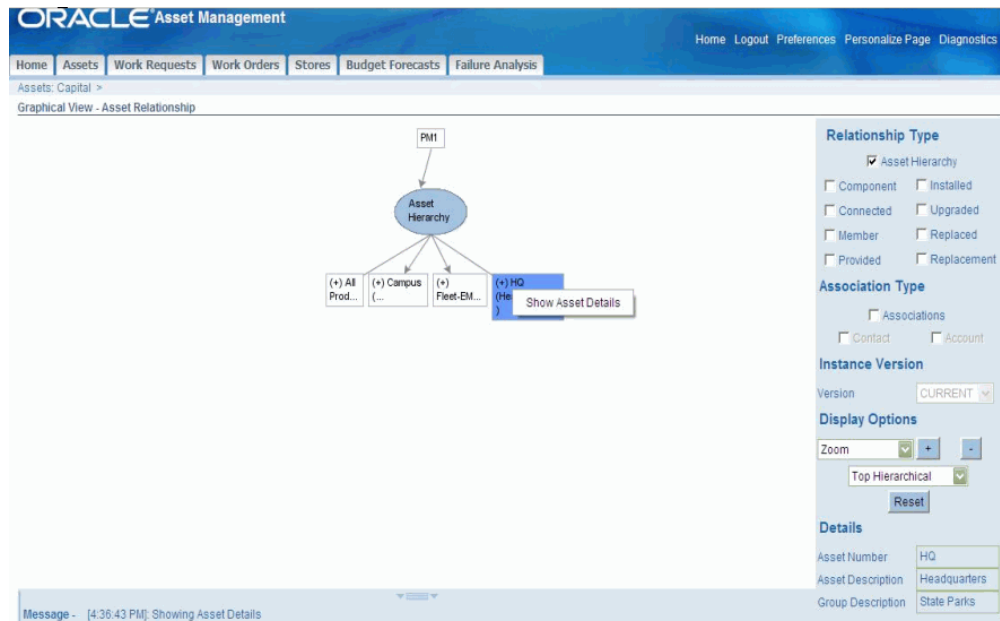 ORACLE Asset Management
Home Logout Preferences Personalize Page Diagnostics
Home Assets Work Requests Work Orders Stores Budget Forecasts Failure Analysis
Assets: Capital >
Graphical View - Asset Relationship
PM1
Asset
Hierarchy
(+) All
Prod...
(+) Campus
(...
(+)
Fleet-EM...
(+) HQ
(He
)
Show Asset Details
Relationship Type
Asset Hierarchy
Component Installed
Connected Upgraded
Member Replaced
Provided Replacement
Association Type
Associations
Contact Account
Instance Version
Version CURRENT
Display Options
Zoom + -
Top Hierarchical
Reset
Details
Asset Number HQ
Asset Description Headquarters
Group Description State Parks
Message - [4:36:43 PM]: Showing Asset Details